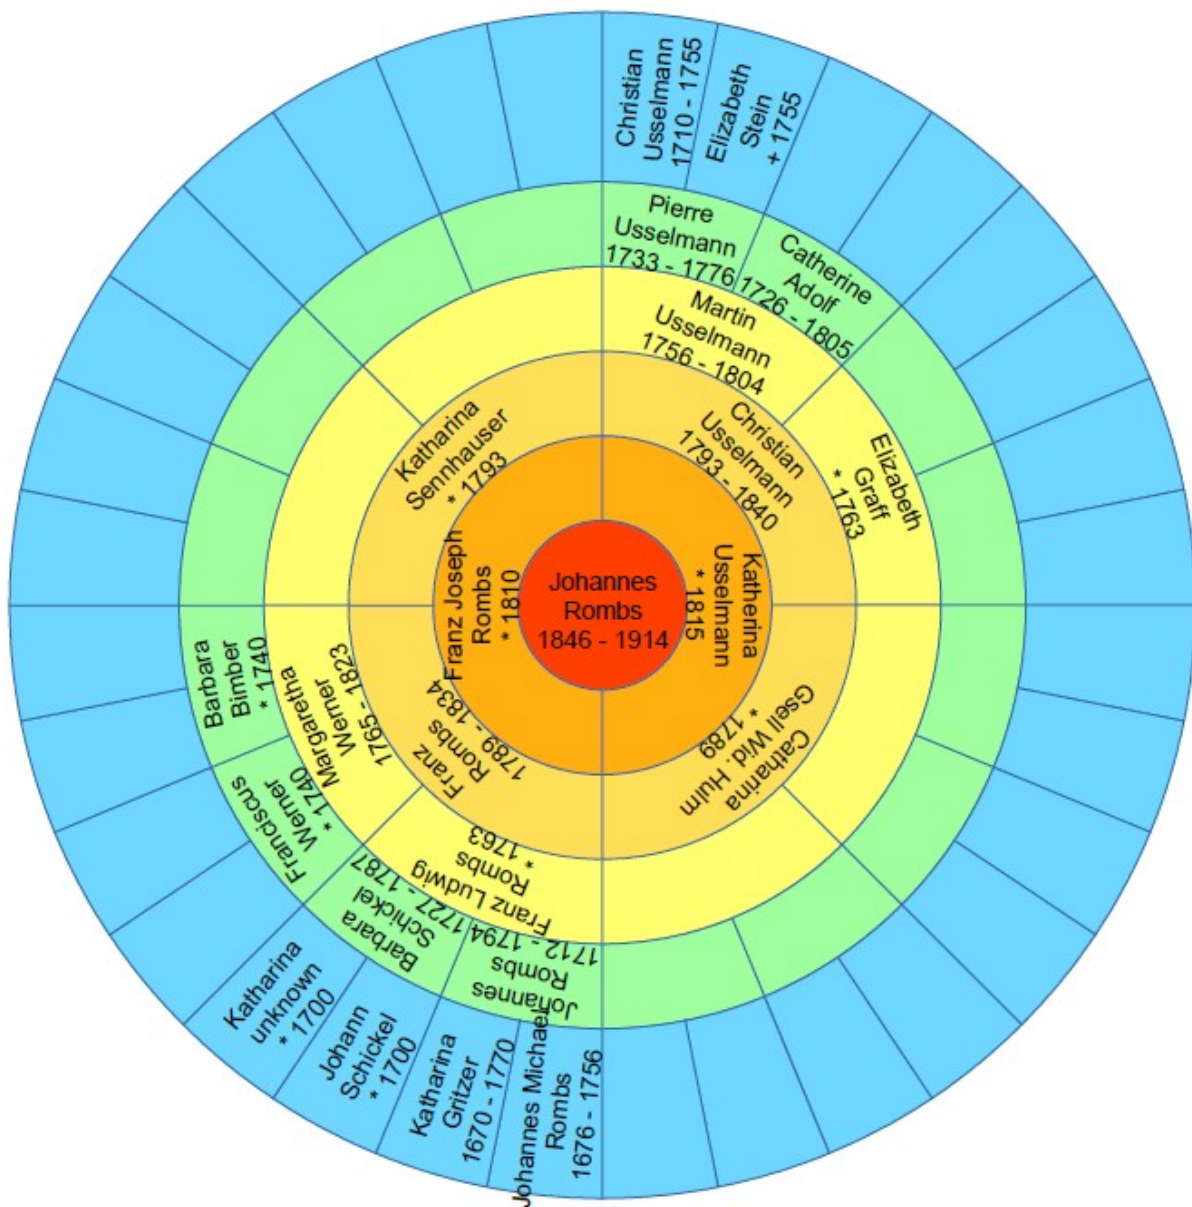 Johannes
Rombs
1846 - 1914
Franz Joseph
Rombs
* 1810
Katherina
Usselmann
* 1815
Franz
Rombs
1789 - 1834
Katharina
Sennhauser
* 1793
Christian
Usselmann
1793 - 1840
Catharina
Gsell Wid. Hulm
* 1789
Franz Ludwig
Rombs
* 1763
Margaretha
Werner
1765 - 1823
Martin
Usselmann
1756 - 1804
Elizabeth
Graff
* 1763
Johannes
Rombs
1712 - 1794
Barbara
Schickel
1727 - 1787
Franciscus
Werner
* 1740
Barbara
Bimber
* 1740
Pierre
Usselmann
1733 - 1776
Catherine
Adolf
1726 - 1805
Johannes Michael
Rombs
1676 - 1756
Katharina
Gritzer
1670 - 1770
Johann
Schickel
* 1700
Katharina
unknown
* 1700
Christian
Usselmann
1710 - 1755
Elizabeth
Stein
+ 1755